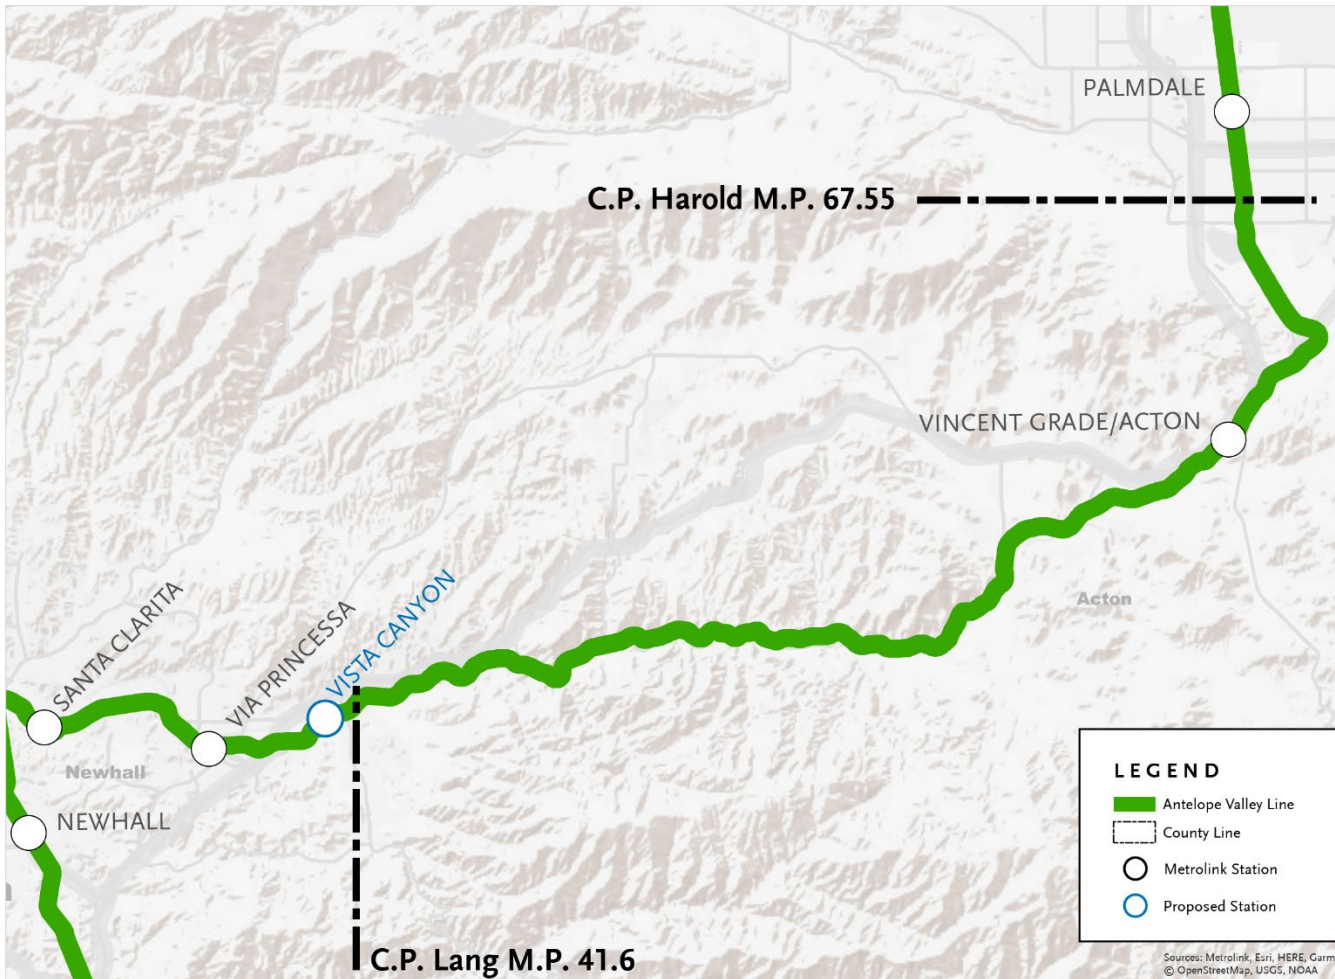 PALMDALE
C.P. Harold M.P. 67.55
VINCENT GRADE/ACTON
Acton
SANTA CLARITA
VIA PRINCESSA
VISTA CANYON
Newhall
NEWHALL
C.P. Lang M.P. 41.6
LEGEND
Antelope Valley Line
County Line
Metrolink Station
Proposed Station
Sources: Metrolink, Esri, HERE, Garm
© OpenStreetMap, USGS, NOAA